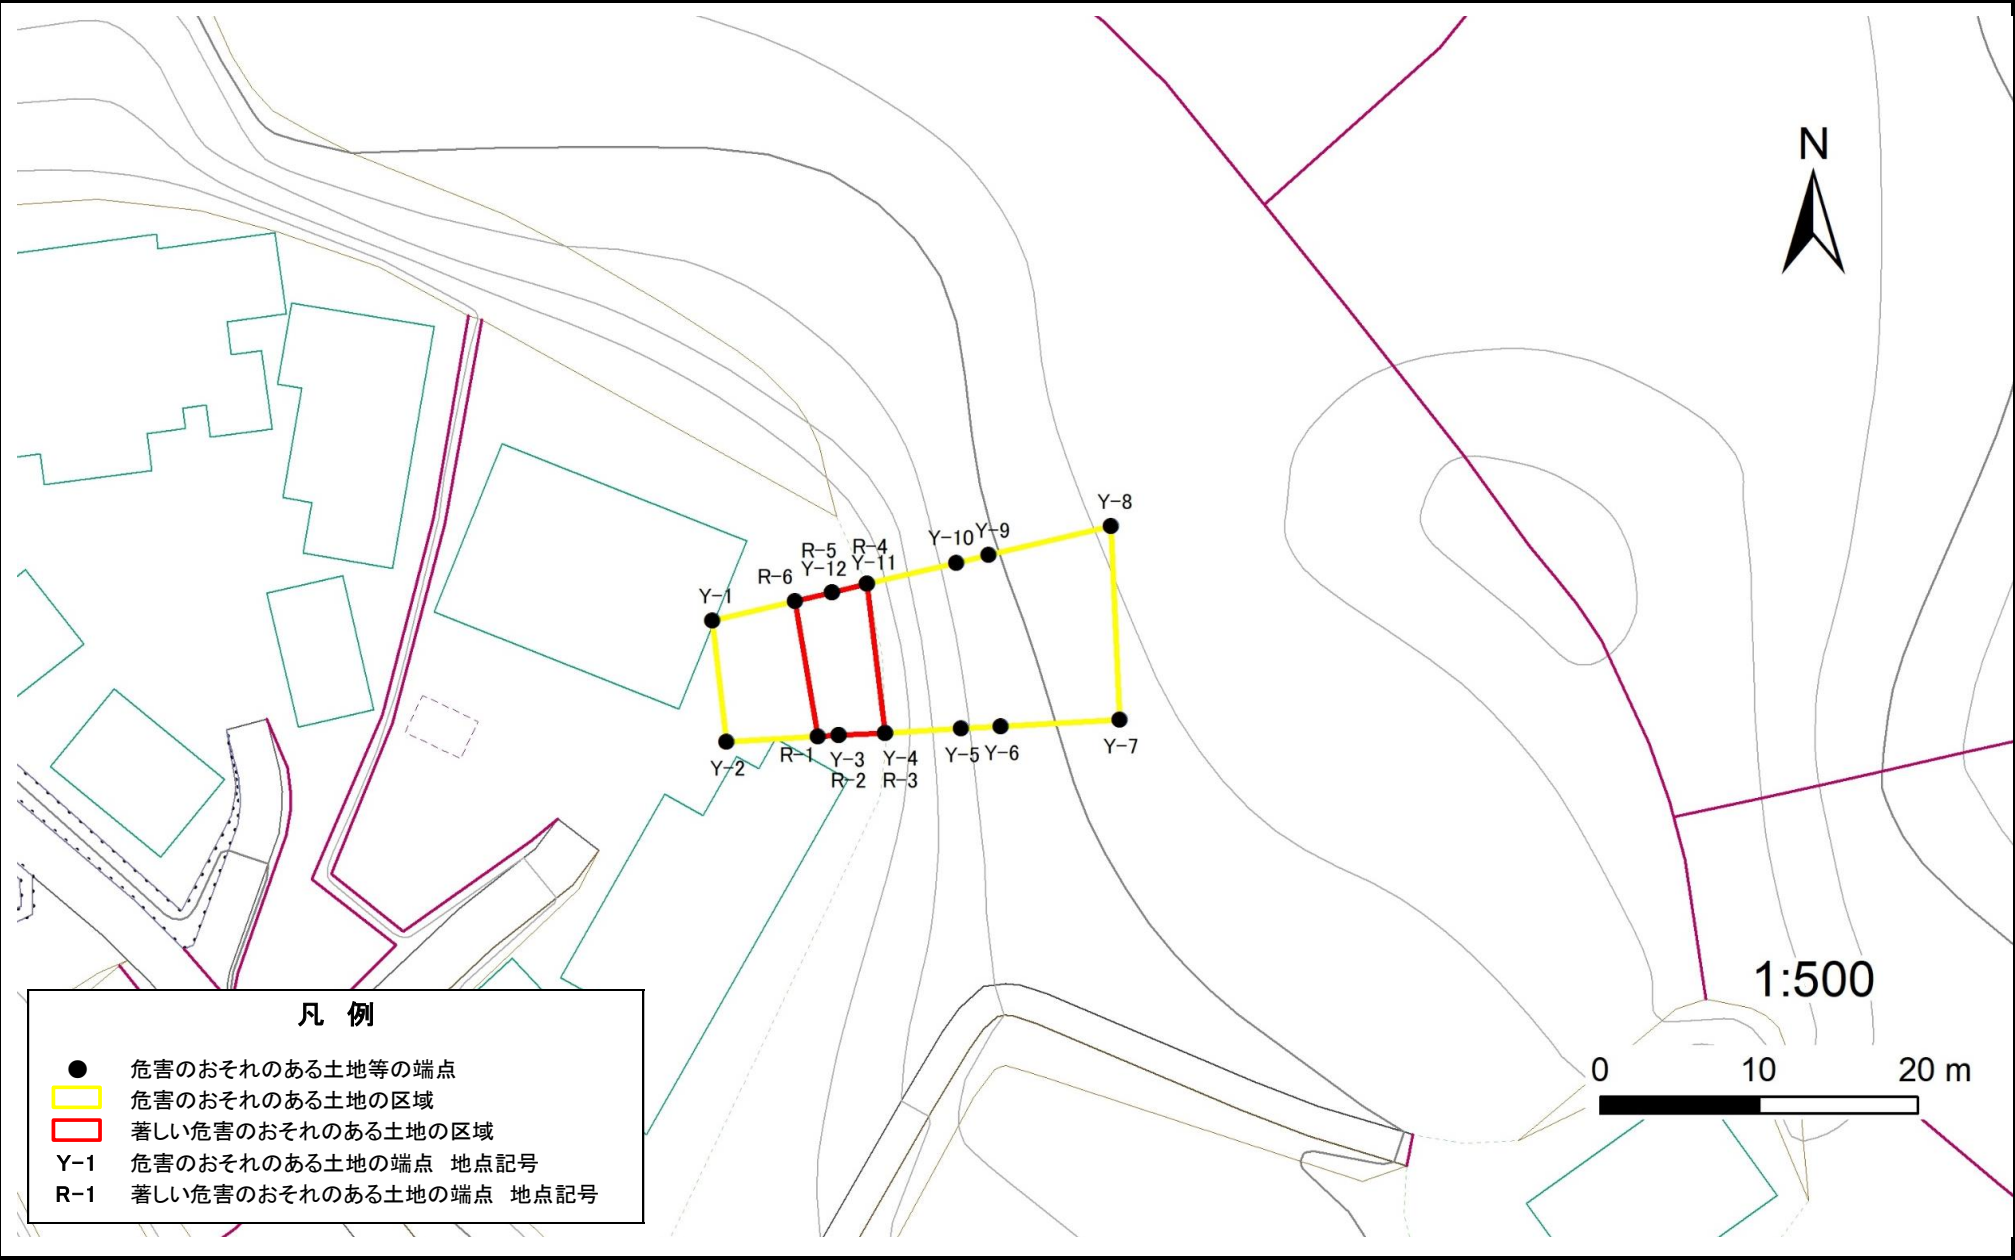 N
Y-8
Y-10
Y-9
R-5
R-4
Y-12
Y-11
R-6
Y-1
Y-2
R-1
Y-3
R-2
Y-4
R-3
Y-5
Y-6
Y-7
1:500
0 10 20 m
凡 例
危害のおそれのある土地等の端点
危害のおそれのある土地の区域
著しい危害のおそれのある土地の区域
Y-1 危害のおそれのある土地の端点 地点記号
R-1 著しい危害のおそれのある土地の端点 地点記号